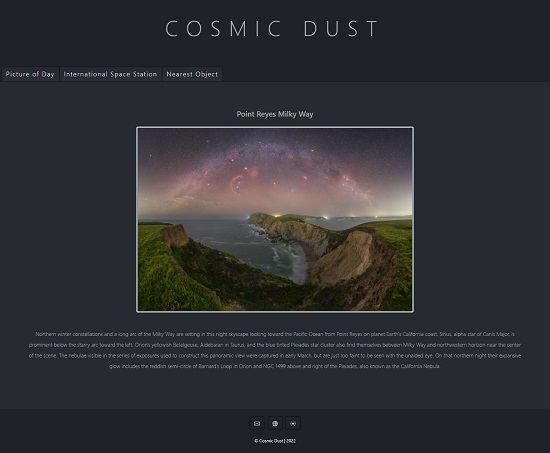 COSMIC DUST
Picture of Day
International Space Station
Nearest Object
Point Reyes Milky Way
Northern winter constellations and a long arc of the Milky Way are setting in this night skyscape looking toward the Pacific Ocean from Point Reyes on planet Earth's California coast. Sirius, alpha star of Canis Major, is
prominent below the starry arc toward the left. Orion's yellowish Betelgeuse, Aldebaran in Taurus, and the blue tinted Pleiades star cluster also find themselves between Milky Way and northwestern horizon near the center
of the scene. The nebulae visible in the series of exposures used to construct this panoramic view were captured in early March, but are just too faint to be seen with the unaided eye. On that northern night their expansive
glow includes the reddish semi-circle of Barnard's Loop in Orion and NGC 1499 above and right of the Pleiades, also known as the California Nebula.
© Cosmic Dust | 2022